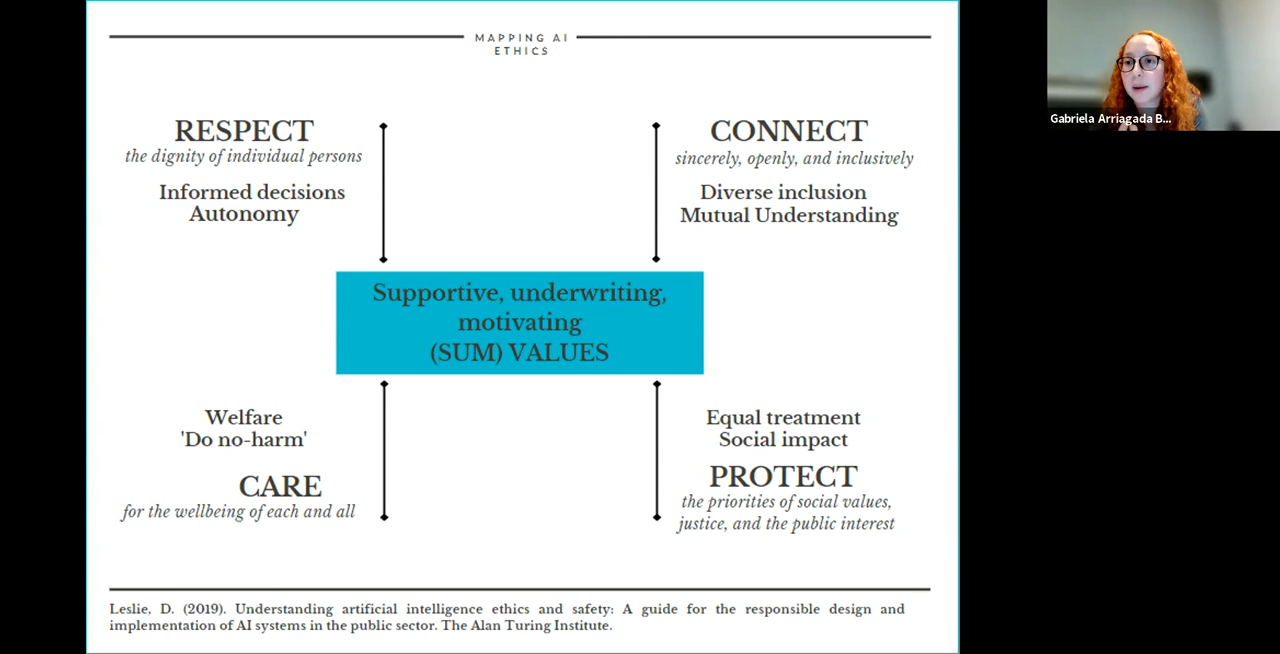 MAPPING AI
ETHICS
RESPECT
the dignity of individual persons
Informed decisions
Autonomy
CONNECT
sincerely, openly, and inclusively
Diverse inclusion
Mutual Understanding
Supportive, underwriting,
motivating
(SUM) VALUES
Welfare
'Do no-harm'
CARE
for the wellbeing of each and all
Equal treatment
Social impact
PROTECT
the priorities of social values,
justice, and the public interest
Leslie, D. (2019). Understanding artificial intelligence ethics and safety: A guide for the responsible design and
implementation of AI systems in the public sector. The Alan Turing Institute.
Gabriela Arriagada B...